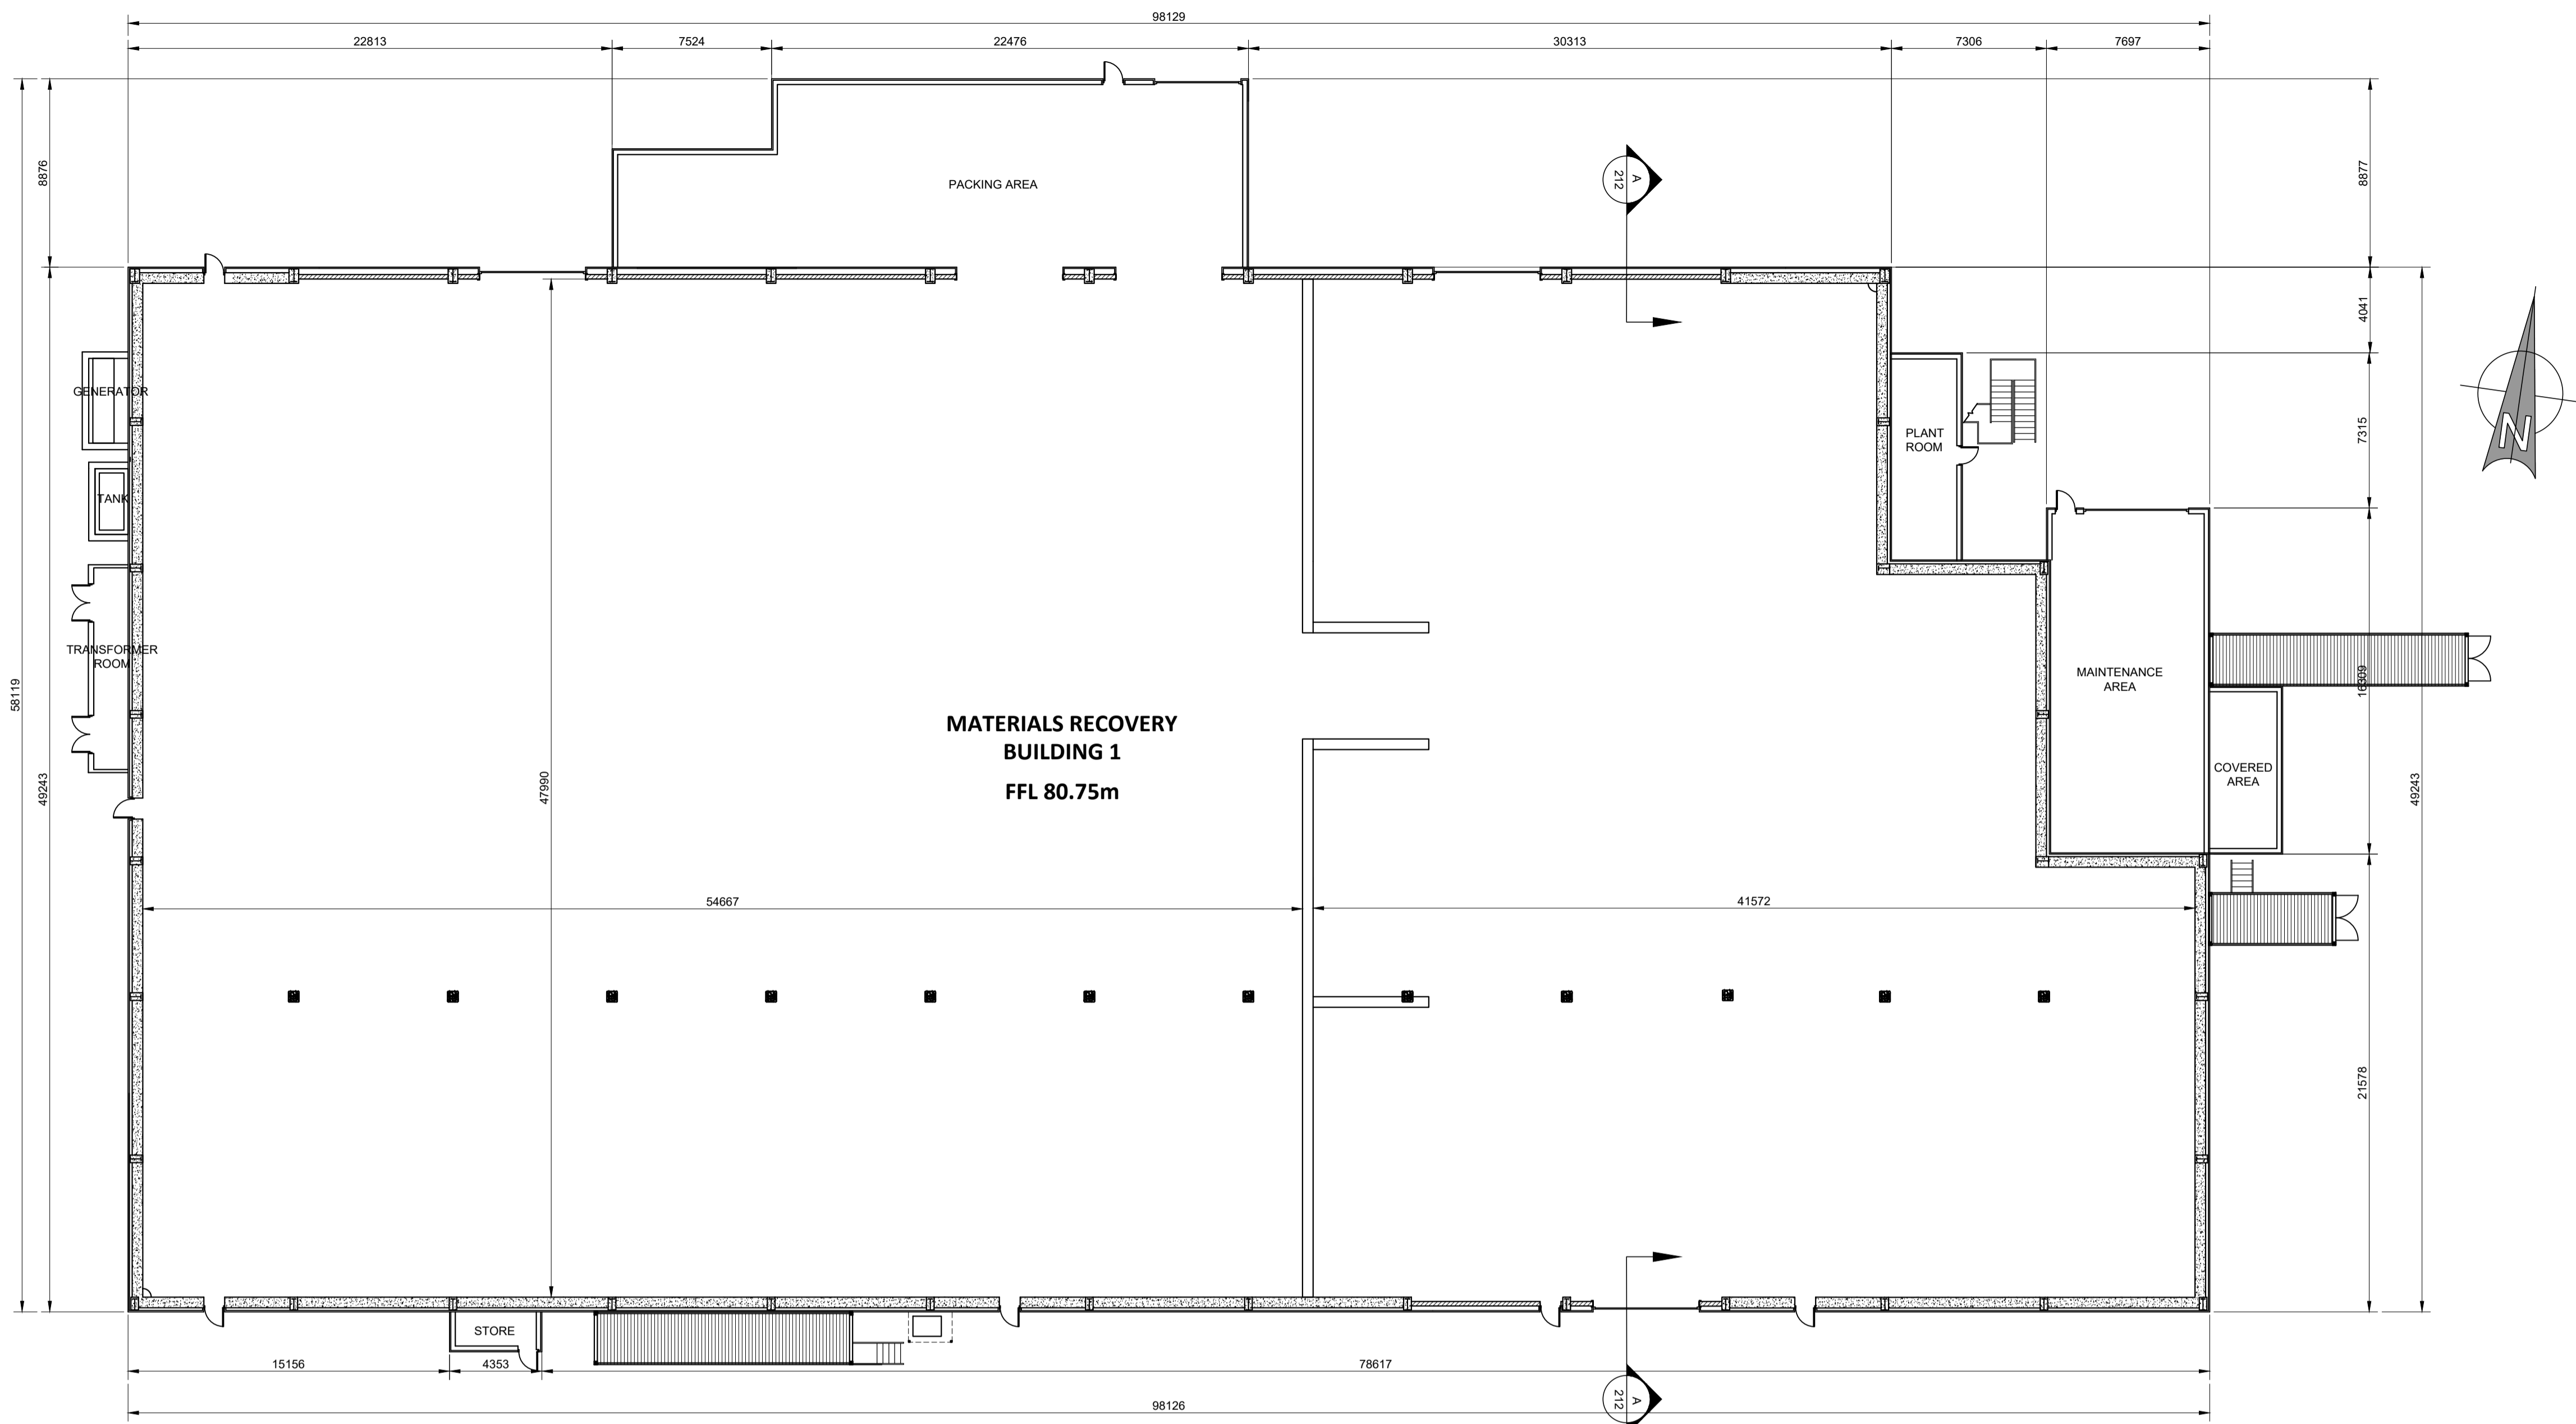 98129
22813
7524
22476
30313
7306
7697
8876
8877
PACKING AREA
A
212
4041
GENERATOR
7315
PLANT
ROOM
N
TANK
TRANSFORMER
ROOM
MAINTENANCE
AREA
16309
58119
49243
47990
MATERIALS RECOVERY
BUILDING 1
FFL 80.75m
COVERED
AREA
49243
54667
41572
21578
STORE
15156
4353
78617
A
212
98126